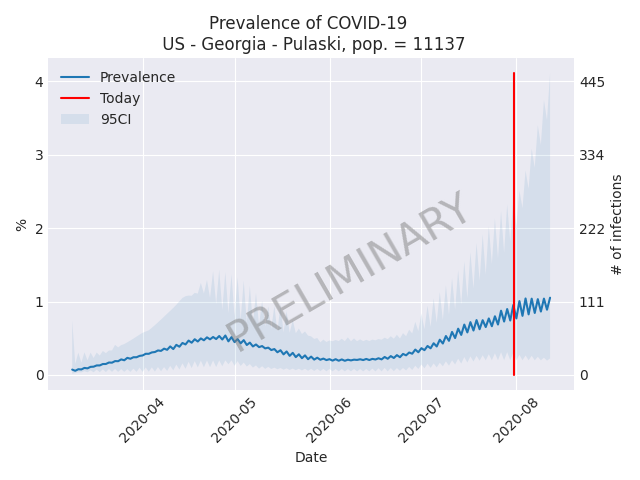 Prevalence of COVID-19
US - Georgia - Pulaski, pop. = 11137
Prevalence
Today
95CI
4
3
2
1
0
%
445
334
222
111
0
# of infections
PRELIMINARY
2020-04
2020-05
2020-06
2020-07
2020-08
Date